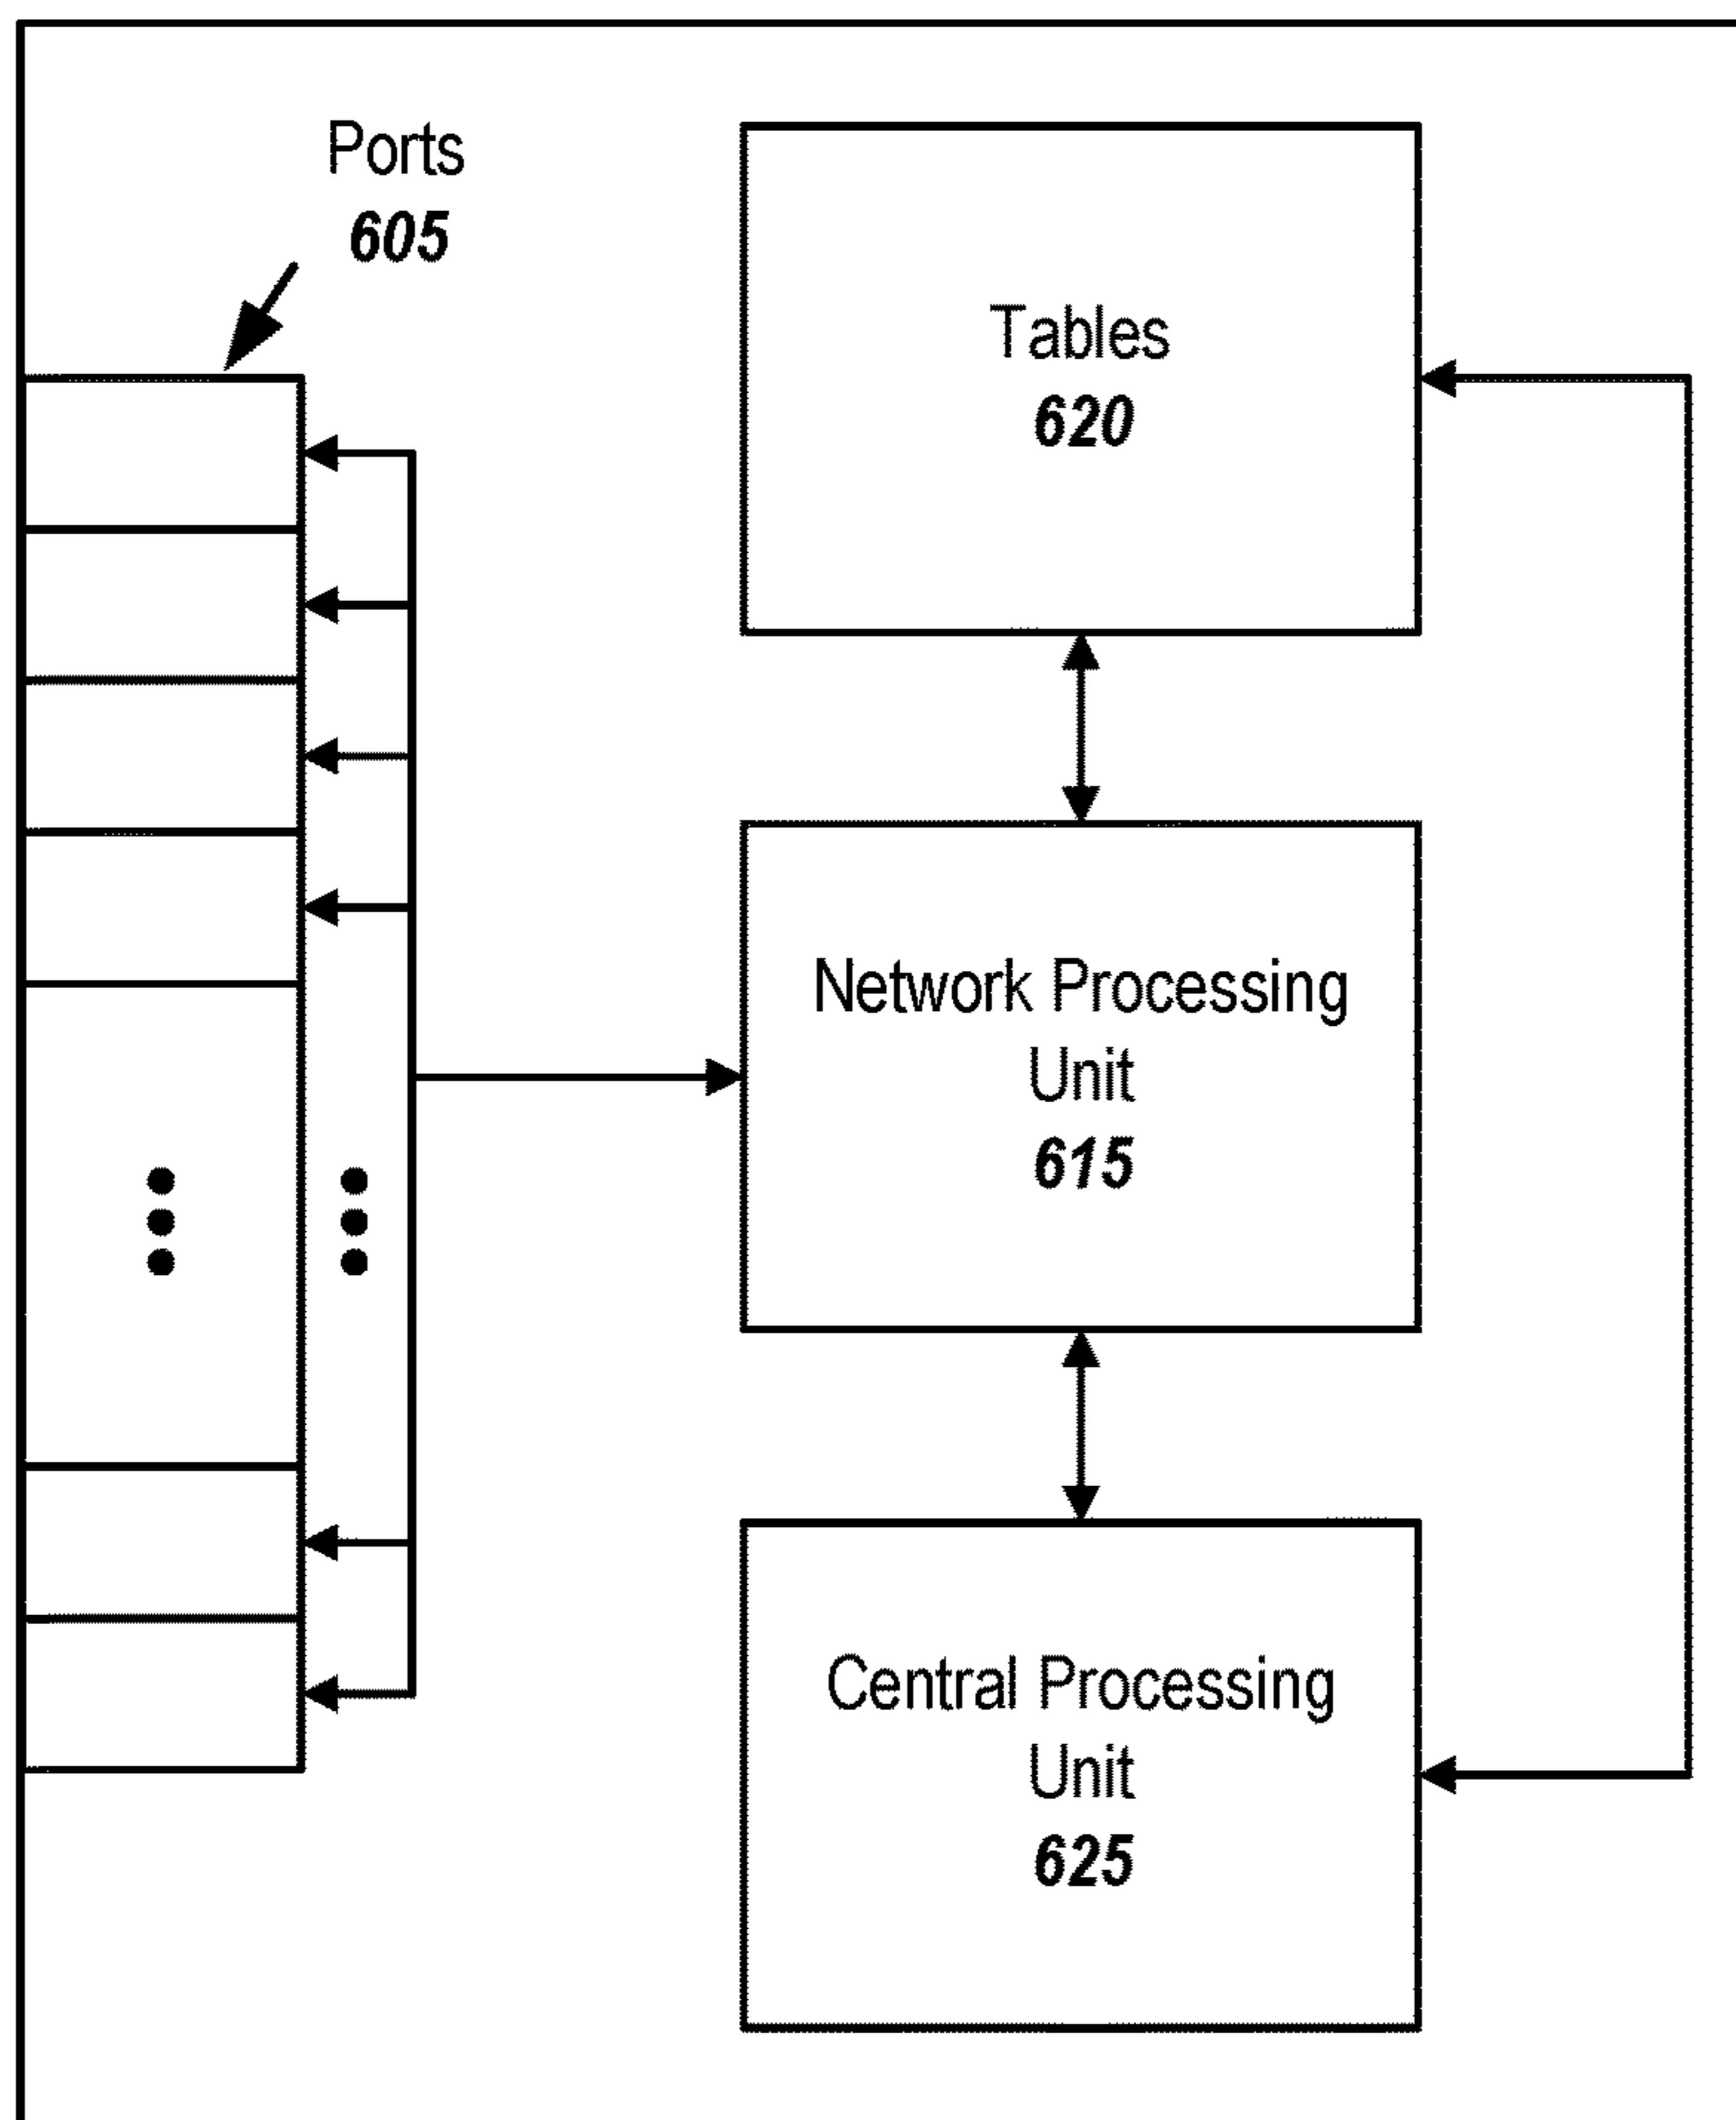 Ports
605
Tables
620
Network Processing
Unit
615
Central Processing
Unit
625